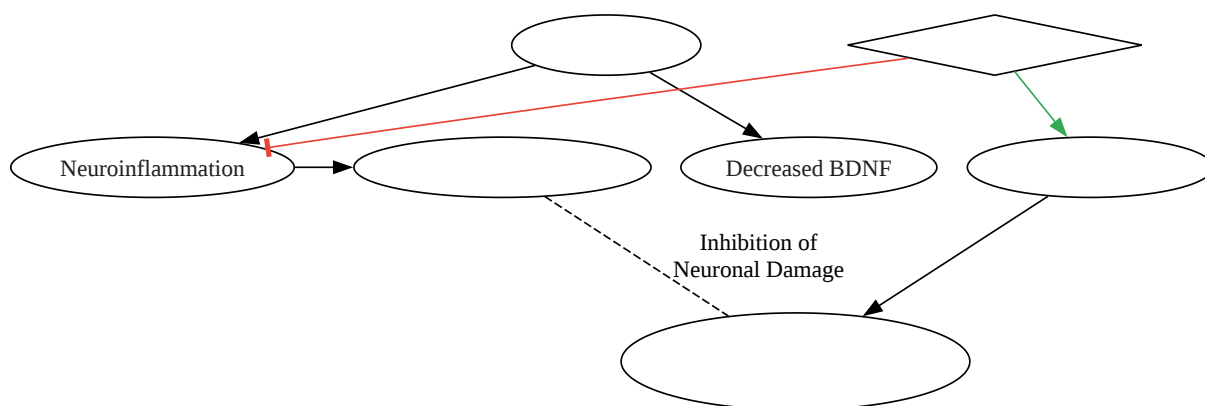 Neuroinflammation
Decreased BDNF
Inhibition of
Neuronal Damage